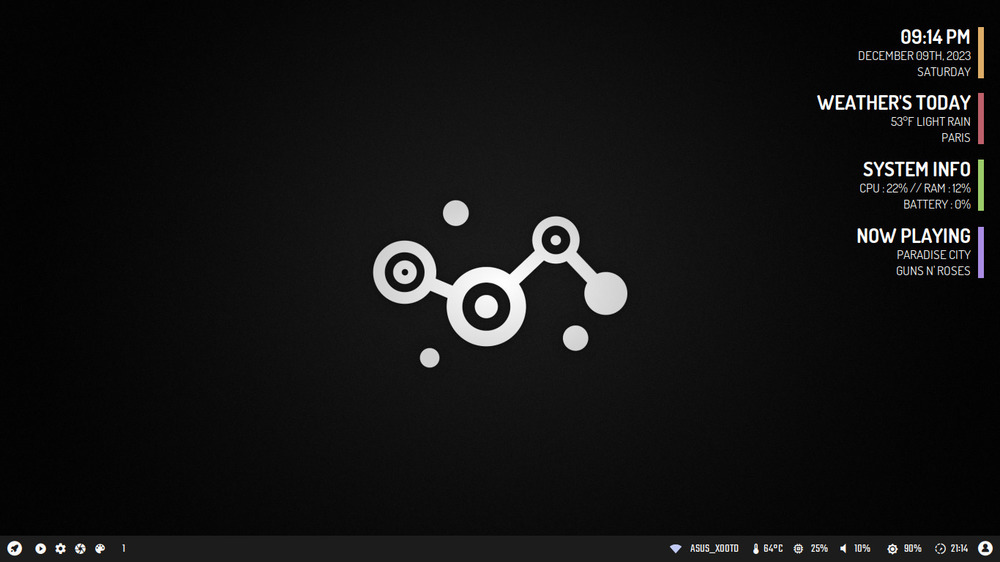 09:14 PM
DECEMBER 09TH, 2023
SATURDAY
WEATHER'S TODAY
53°F LIGHT RAIN
PARIS
SYSTEM INFO
CPU : 22% // RAM : 12%
BATTERY : 0%
NOW PLAYING
PARADISE CITY
GUNS N' ROSES
1 ASUS_X00TD 64°C 25% 10% 90% 21:14